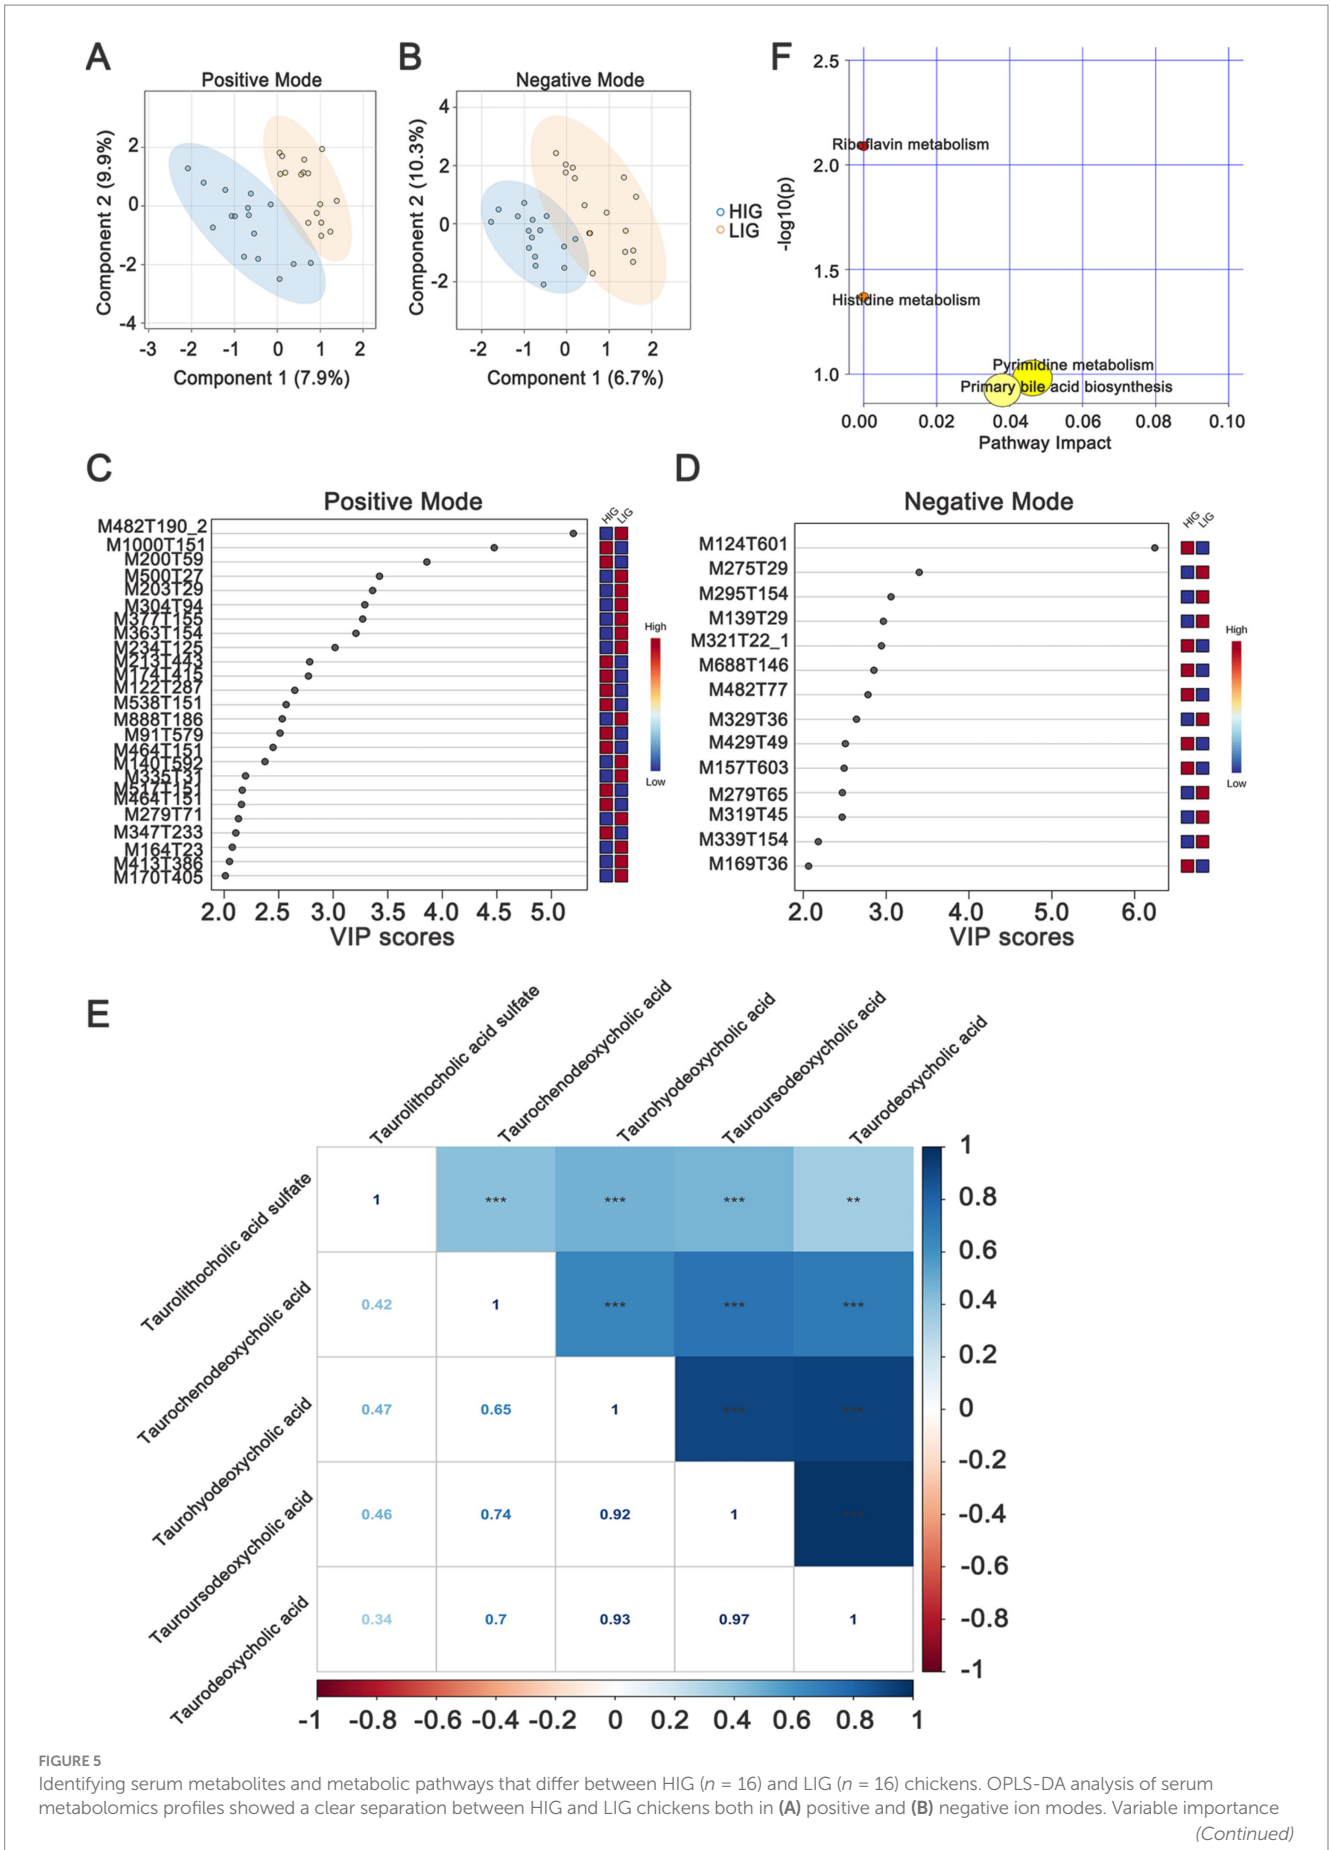 A
Positive Mode
Component 2 (9.9%)
2
0
-2
-4
-3 -2 -1 0 1 2
Component 1 (7.9%)
B
Negative Mode
Component 2 (10.3%)
4
2
0
-2
-2 -1 0 1 2
Component 1 (6.7%)
HIG
LIG
F
-log10(p)
2.5
2.0
1.5
1.0
Riboflavin metabolism
Histidine metabolism
Pyrimidine metabolism
Primary bile acid biosynthesis
0.00 0.02 0.04 0.06 0.08 0.10
Pathway Impact
C
Positive Mode
HIG LIG
M482T190_2
M1000T151
M200T59
M500T27
M203T29
M304T94
M377T155
M363T154
M234T125
M213T443
M174T415
M122T287
M538T151
M888T186
M91T579
M464T151
M140T592
M335T31
M517T151
M464T151
M279T71
M347T233
M164T23
M413T386
M170T405
2.0 2.5 3.0 3.5 4.0 4.5 5.0
VIP scores
High
Low
D
Negative Mode
HIG LIG
M124T601
M275T29
M295T154
M139T29
M321T22_1
M688T146
M482T77
M329T36
M429T49
M157T603
M279T65
M319T45
M339T154
M169T36
2.0 3.0 4.0 5.0 6.0
VIP scores
High
Low
E
Taurolithocholic acid sulfate
Taurochenodeoxycholic acid
Taurohyodeoxycholic acid
Tauroursodeoxycholic acid
Taurodeoxycholic acid
Taurolithocholic acid sulfate
1 *** *** *** **
Taurochenodeoxycholic acid
0.42 1 *** *** ***
Taurohyodeoxycholic acid
0.47 0.65 1 *** ***
Tauroursodeoxycholic acid
0.46 0.74 0.92 1 ***
Taurodeoxycholic acid
0.34 0.7 0.93 0.97 1
1
0.8
0.6
0.4
0.2
0
-0.2
-0.4
-0.6
-0.8
-1
-1 -0.8 -0.6 -0.4 -0.2 0 0.2 0.4 0.6 0.8 1
FIGURE 5
Identifying serum metabolites and metabolic pathways that differ between HIG (n = 16) and LIG (n = 16) chickens. OPLS-DA analysis of serum
metabolomics profiles showed a clear separation between HIG and LIG chickens both in (A) positive and (B) negative ion modes. Variable importance
(Continued)